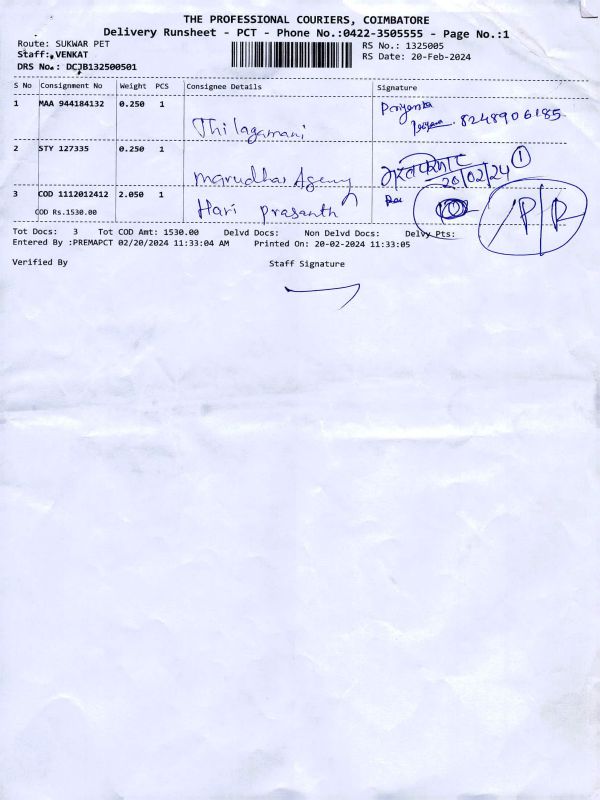 THE PROFESSIONAL COURIERS, COIMBATORE
Delivery Runsheet - PCT - Phone No.:0422-3505555 - Page No.:1
Route: SUKWAR PET
Staff: VENKAT
DRS No.: DCJB132500501
RS No.: 1325005
RS Date: 20-Feb-2024
S No Consignment No Weight PCS Consignee Details Signature
1 MAA 944184132 0.250 1 Thilagamani Priyanka 8248906185
2 STY 127335 0.250 1 Marudhar Agency 20/02/24 1
3 COD 1112012412 2.050 1 Hari Prasanth
COD Rs.1530.00
Tot Docs: 3 Tot COD Amt: 1530.00 Delvd Docs: Non Delvd Docs: Delvy Pts:
Entered By :PREMAPCT 02/20/2024 11:33:04 AM Printed On: 20-02-2024 11:33:05
Verified By Staff Signature